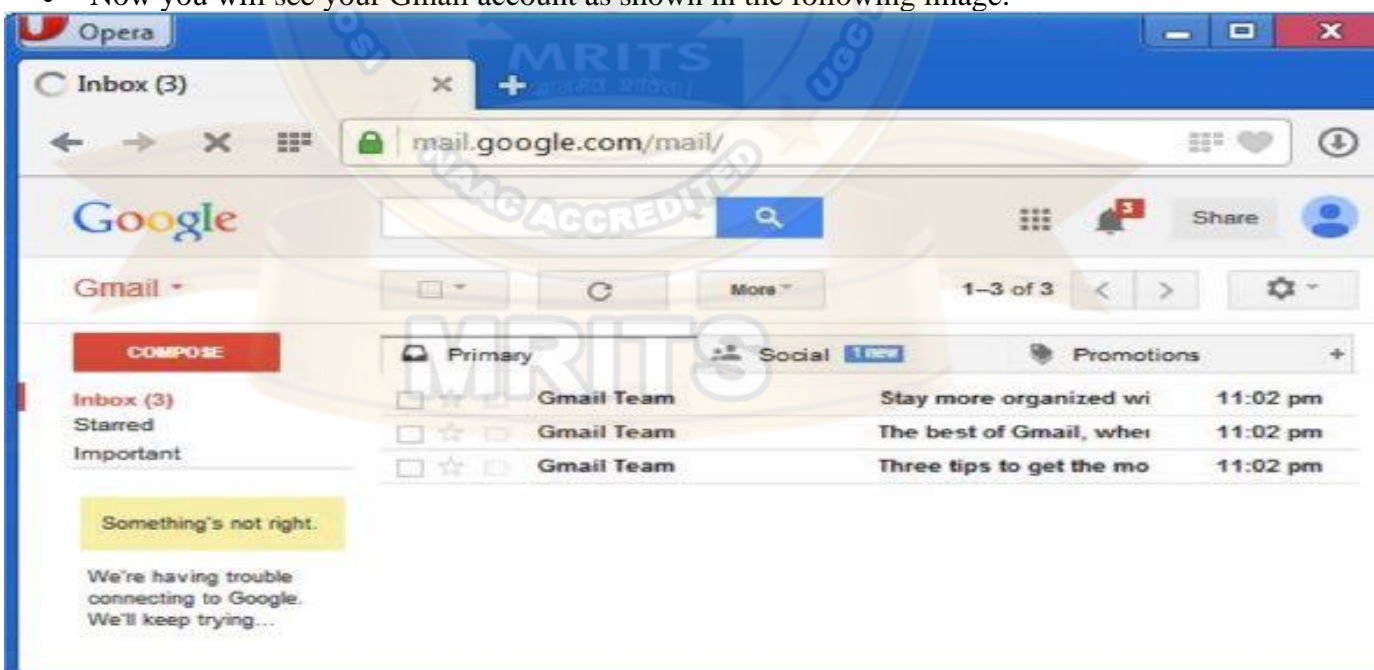 • Now you will see your Gmail account as shown in the following image.
Opera
MRITS
Inbox (3)
mail.google.com/mail/
NAAC ACCREDITED
UGC
Google
3
Share
Gmail
More
1–3 of 3
MRITS
COMPOSE
Primary
Social 1 new
Promotions
+
Inbox (3)
Gmail Team Stay more organized wi 11:02 pm
Starred
Gmail Team The best of Gmail, wher 11:02 pm
Important
Gmail Team Three tips to get the mo 11:02 pm
Something's not right.
We're having trouble
connecting to Google.
We'll keep trying...